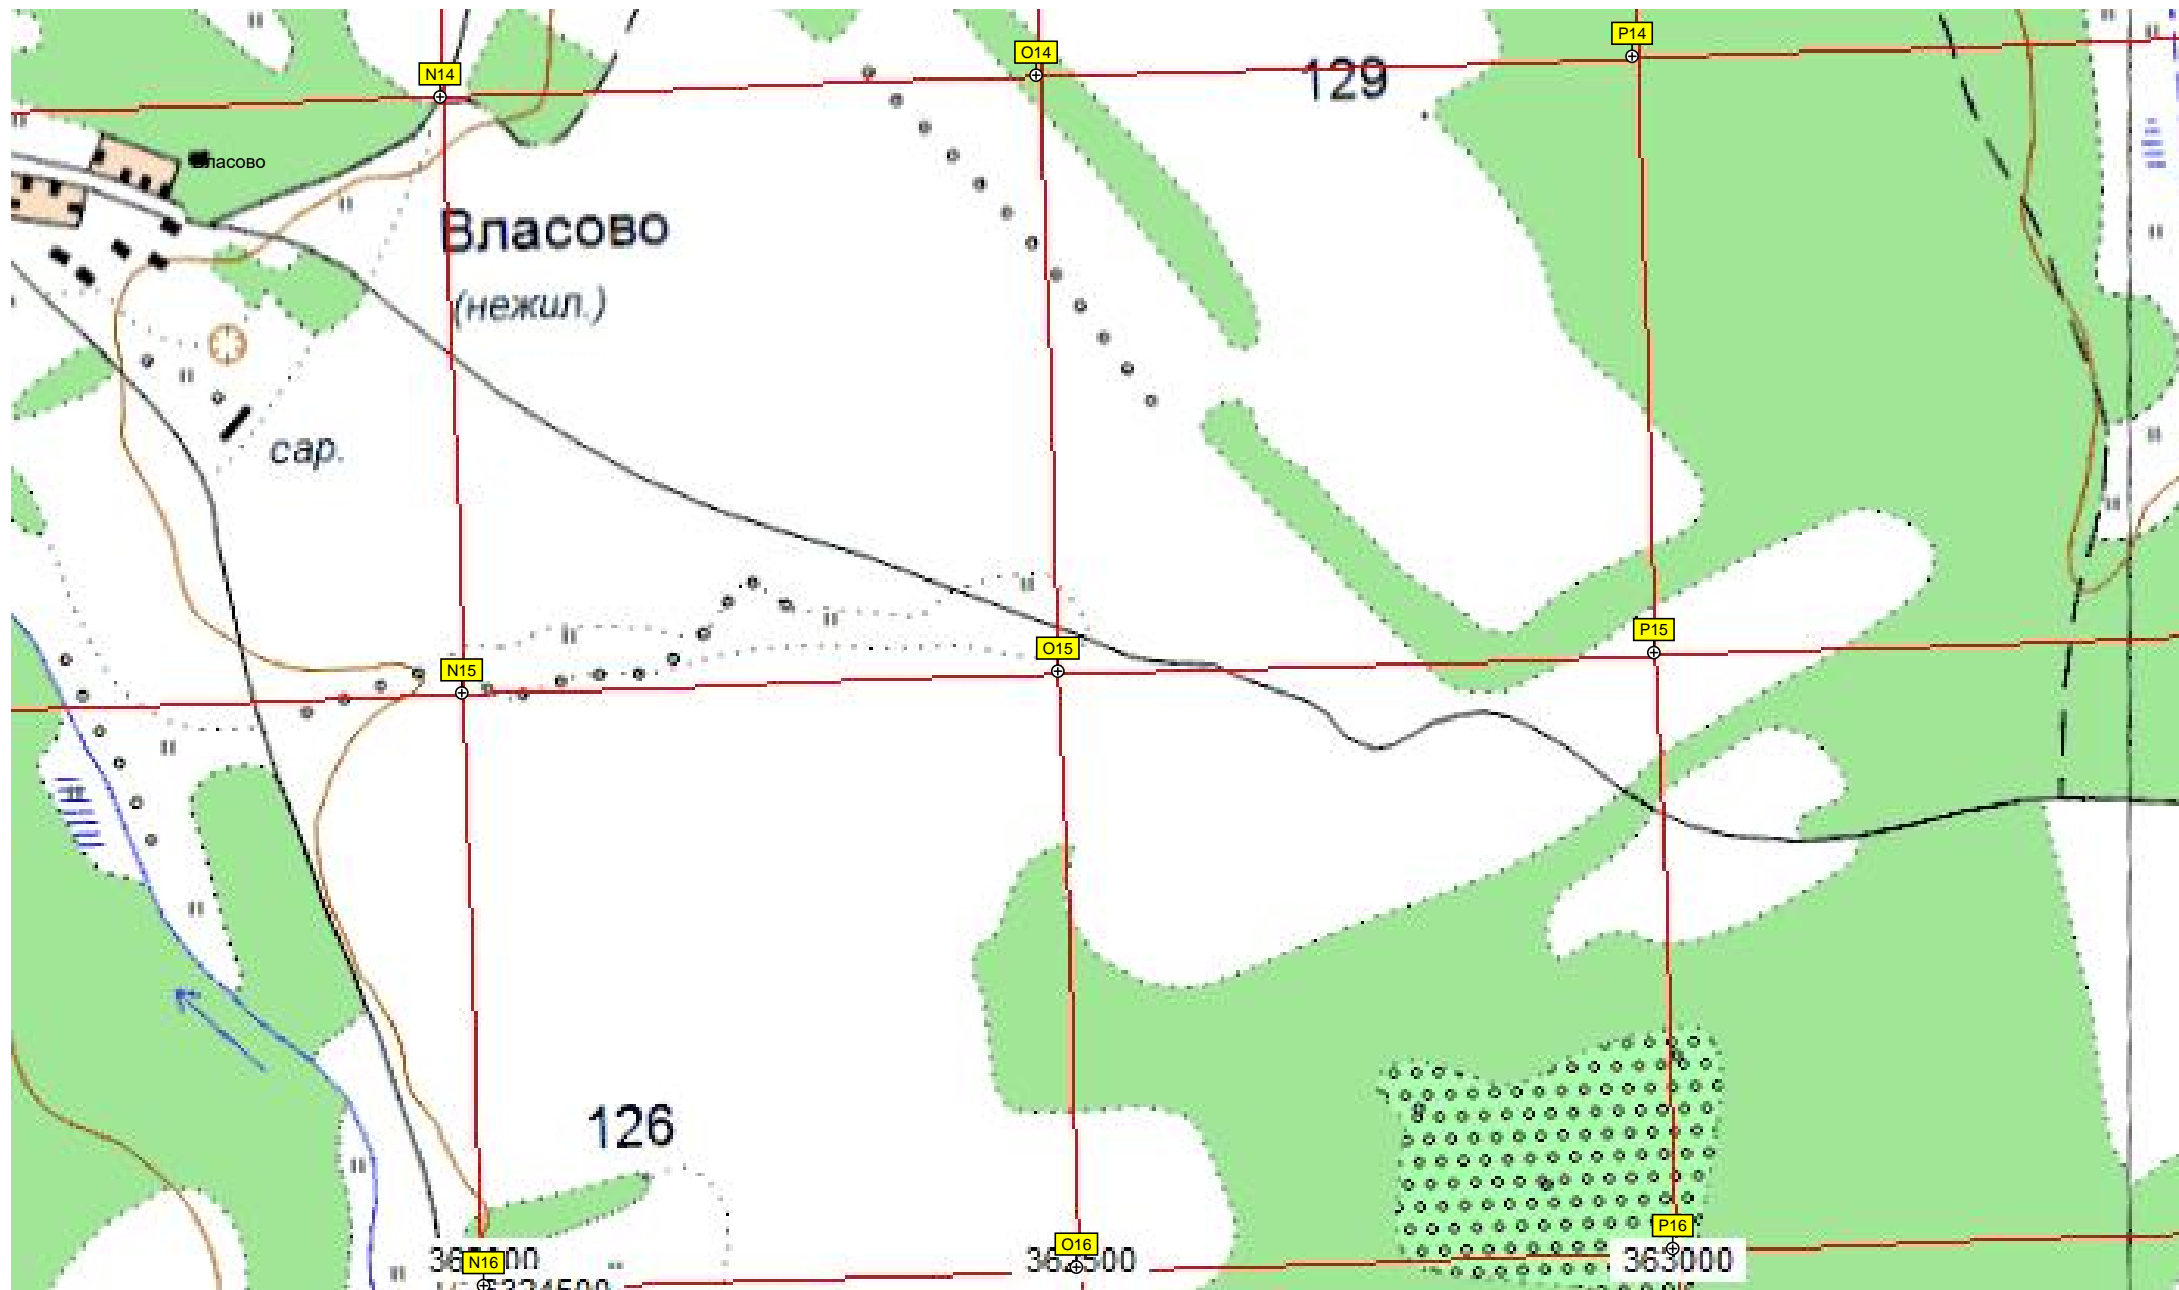 P14
O14
N14
129
Власово
Власово
(нежил.)
сар.
P15
O15
N15
126
P16
O16
N16
363000